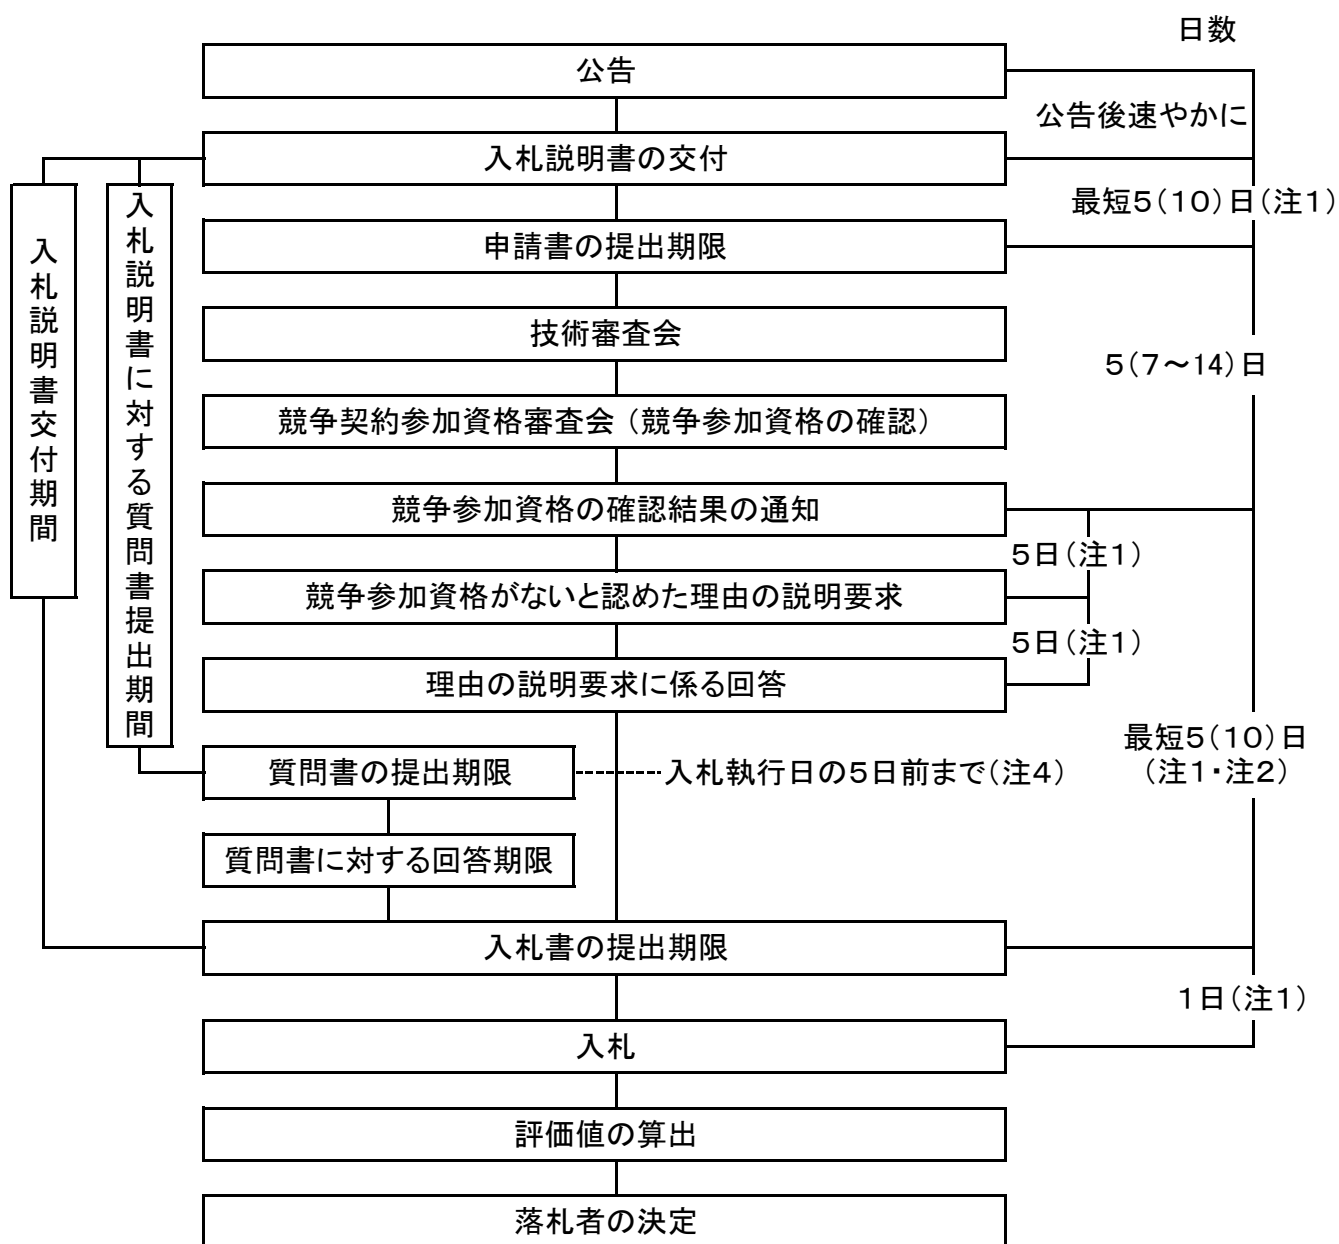 日数
公告
公告後速やかに
入札説明書の交付
最短5(10)日(注1)
申請書の提出期限
技術審査会
5(7～14)日
競争契約参加資格審査会(競争参加資格の確認)
競争参加資格の確認結果の通知
5日(注1)
競争参加資格がないと認めた理由の説明要求
5日(注1)
理由の説明要求に係る回答
入札説明書交付期間
入札説明書に対する質問書提出期間
最短5(10)日
(注1・注2)
質問書の提出期限
入札執行日の5日前まで(注4)
質問書に対する回答期限
入札書の提出期限
1日(注1)
入札
評価値の算出
落札者の決定